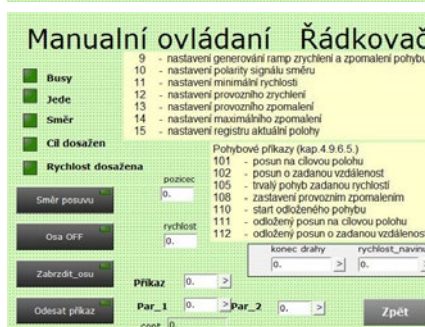 Manualní ovládaní Řádkovač
9 - nastavení generování ramp zrychlení a zpomalení pohybu
10 - nastavení polarity signálu směru
11 - nastavení minimální rychlosti
12 - nastavení provozního zrychlení
13 - nastavení provozního zpomalení
14 - nastavení maximálního zpomalení
15 - nastavení registru aktuální polohy
Busy
Jede
Směr
Cíl dosažen
Rychlost dosažena
Pohybové příkazy (kap.4.9.6.5.)
101 - posun na cílovou polohu
102 - posun o zadanou vzdálenost
105 - trvalý pohyb zadanou rychlostí
108 - zastavení provozním zpomalením
110 - start odloženého pohybu
111 - odložený posun na cílovou polohu
112 - odložený posun o zadanou vzdálenost
pozicec
0.
Směr posuvu
rychlost
0.
Osa OFF
konec drahy
0. >
rychlost_navinu
0. >
Zabrzdit_osu
Příkaz 0. >
Odesat příkaz
Par_1 0. >
Par_2 0. >
Zpět
cont 0